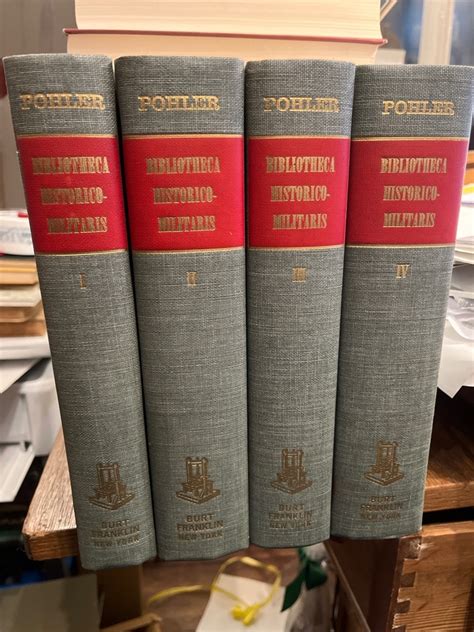 POHLER
BIBLIOTHECA
HISTORICO-
MILITARIS
I
BURT
FRANKLIN
NEW-YORK
POHLER
BIBLIOTHECA
HISTORICO-
MILITARIS
II
BURT
FRANKLIN
NEW-YORK
POHLER
BIBLIOTHECA
HISTORICO-
MILITARIS
III
BURT
FRANKLIN
NEW-YORK
POHLER
BIBLIOTHECA
HISTORICO-
MILITARIS
IV
BURT
FRANKLIN
NEW-YORK